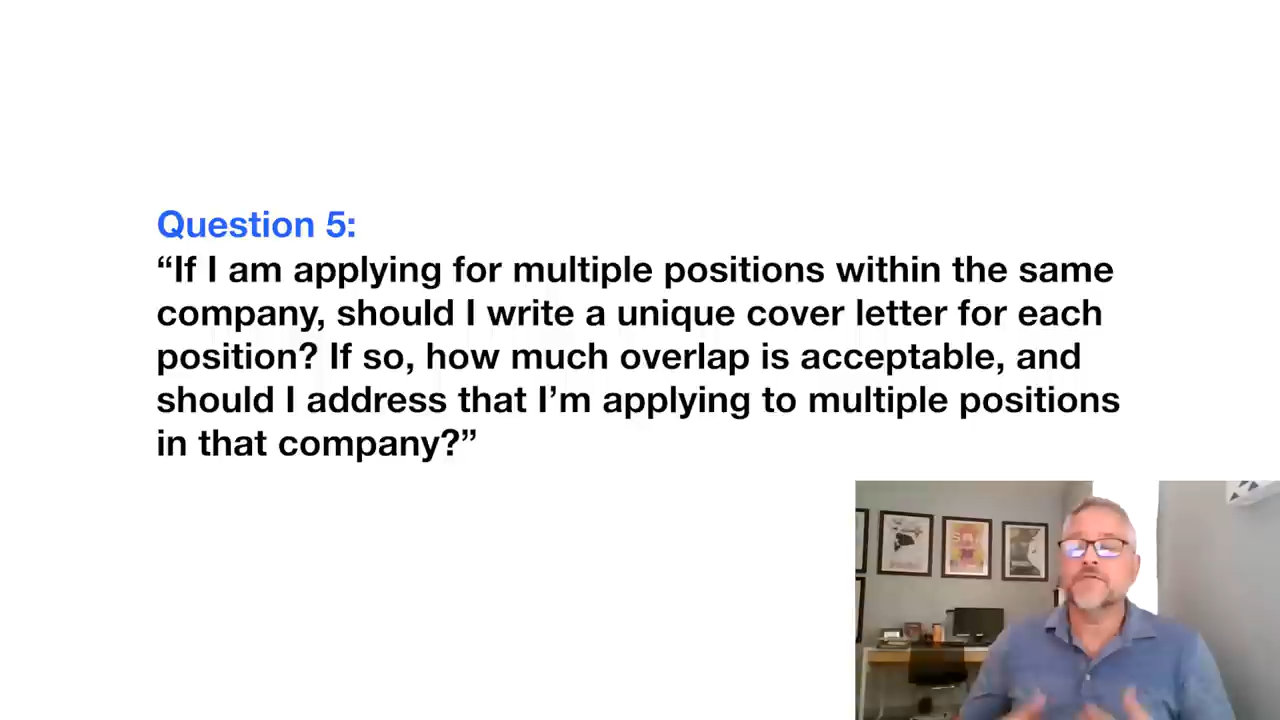 Question 5:
“If I am applying for multiple positions within the same
company, should I write a unique cover letter for each
position? If so, how much overlap is acceptable, and
should I address that I’m applying to multiple positions
in that company?”